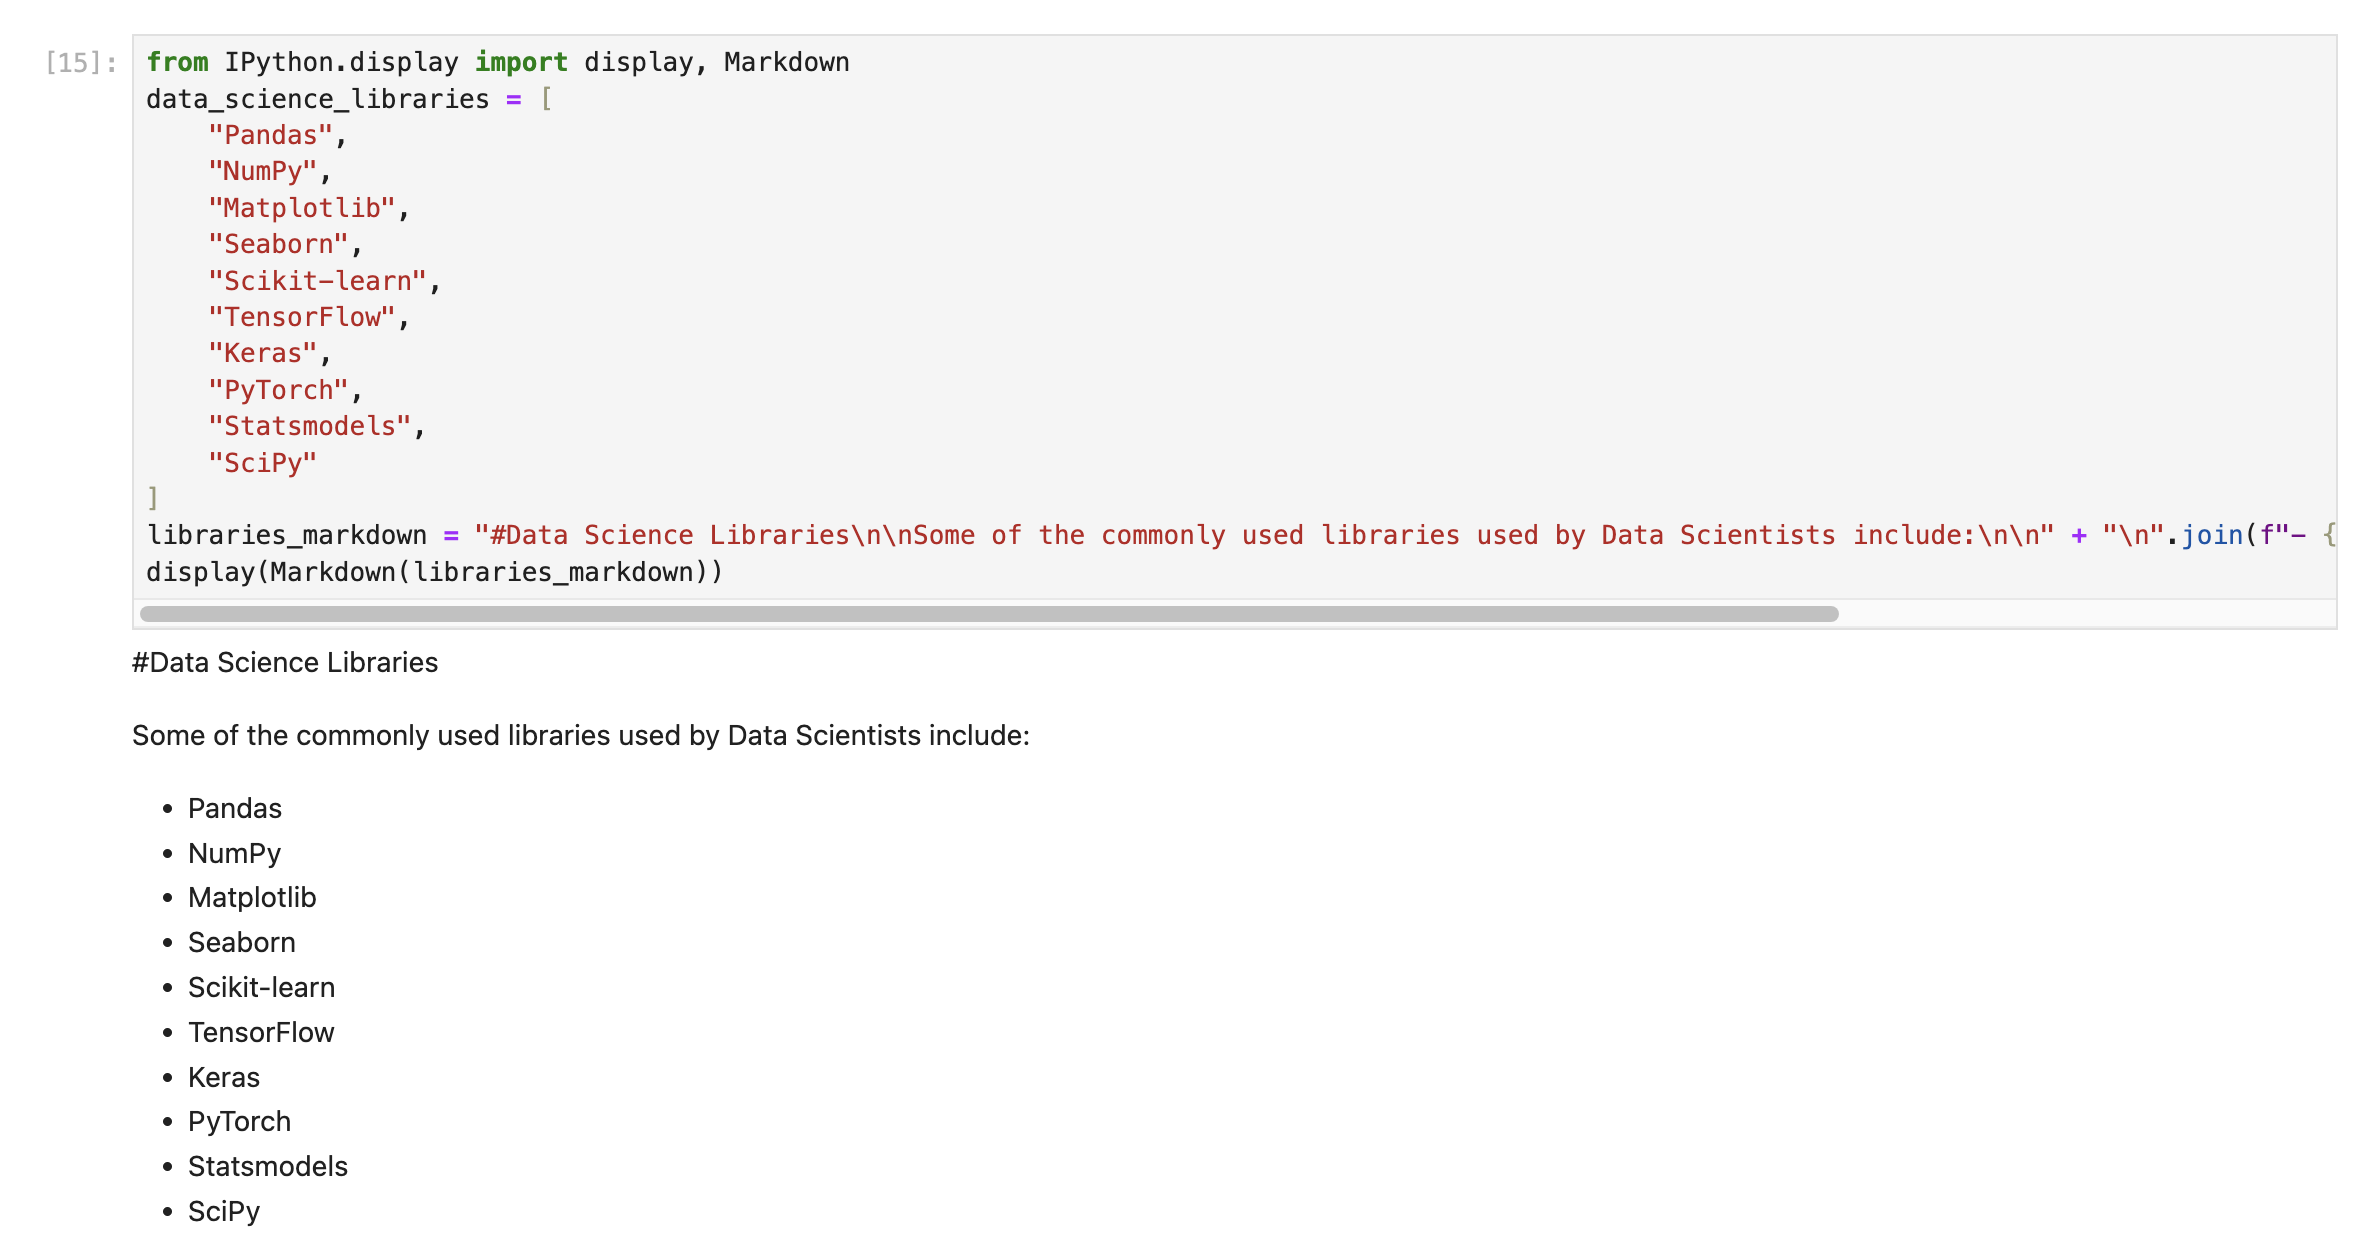 [15]:
from IPython.display import display, Markdown
data_science_libraries = [
    "Pandas",
    "NumPy",
    "Matplotlib",
    "Seaborn",
    "Scikit-learn",
    "TensorFlow",
    "Keras",
    "PyTorch",
    "Statsmodels",
    "SciPy"
]
libraries_markdown = "#Data Science Libraries\n\nSome of the commonly used libraries used by Data Scientists include:\n\n" + "\n".join(f"- {
display(Markdown(libraries_markdown))
#Data Science Libraries
Some of the commonly used libraries used by Data Scientists include:
• Pandas
• NumPy
• Matplotlib
• Seaborn
• Scikit-learn
• TensorFlow
• Keras
• PyTorch
• Statsmodels
• SciPy